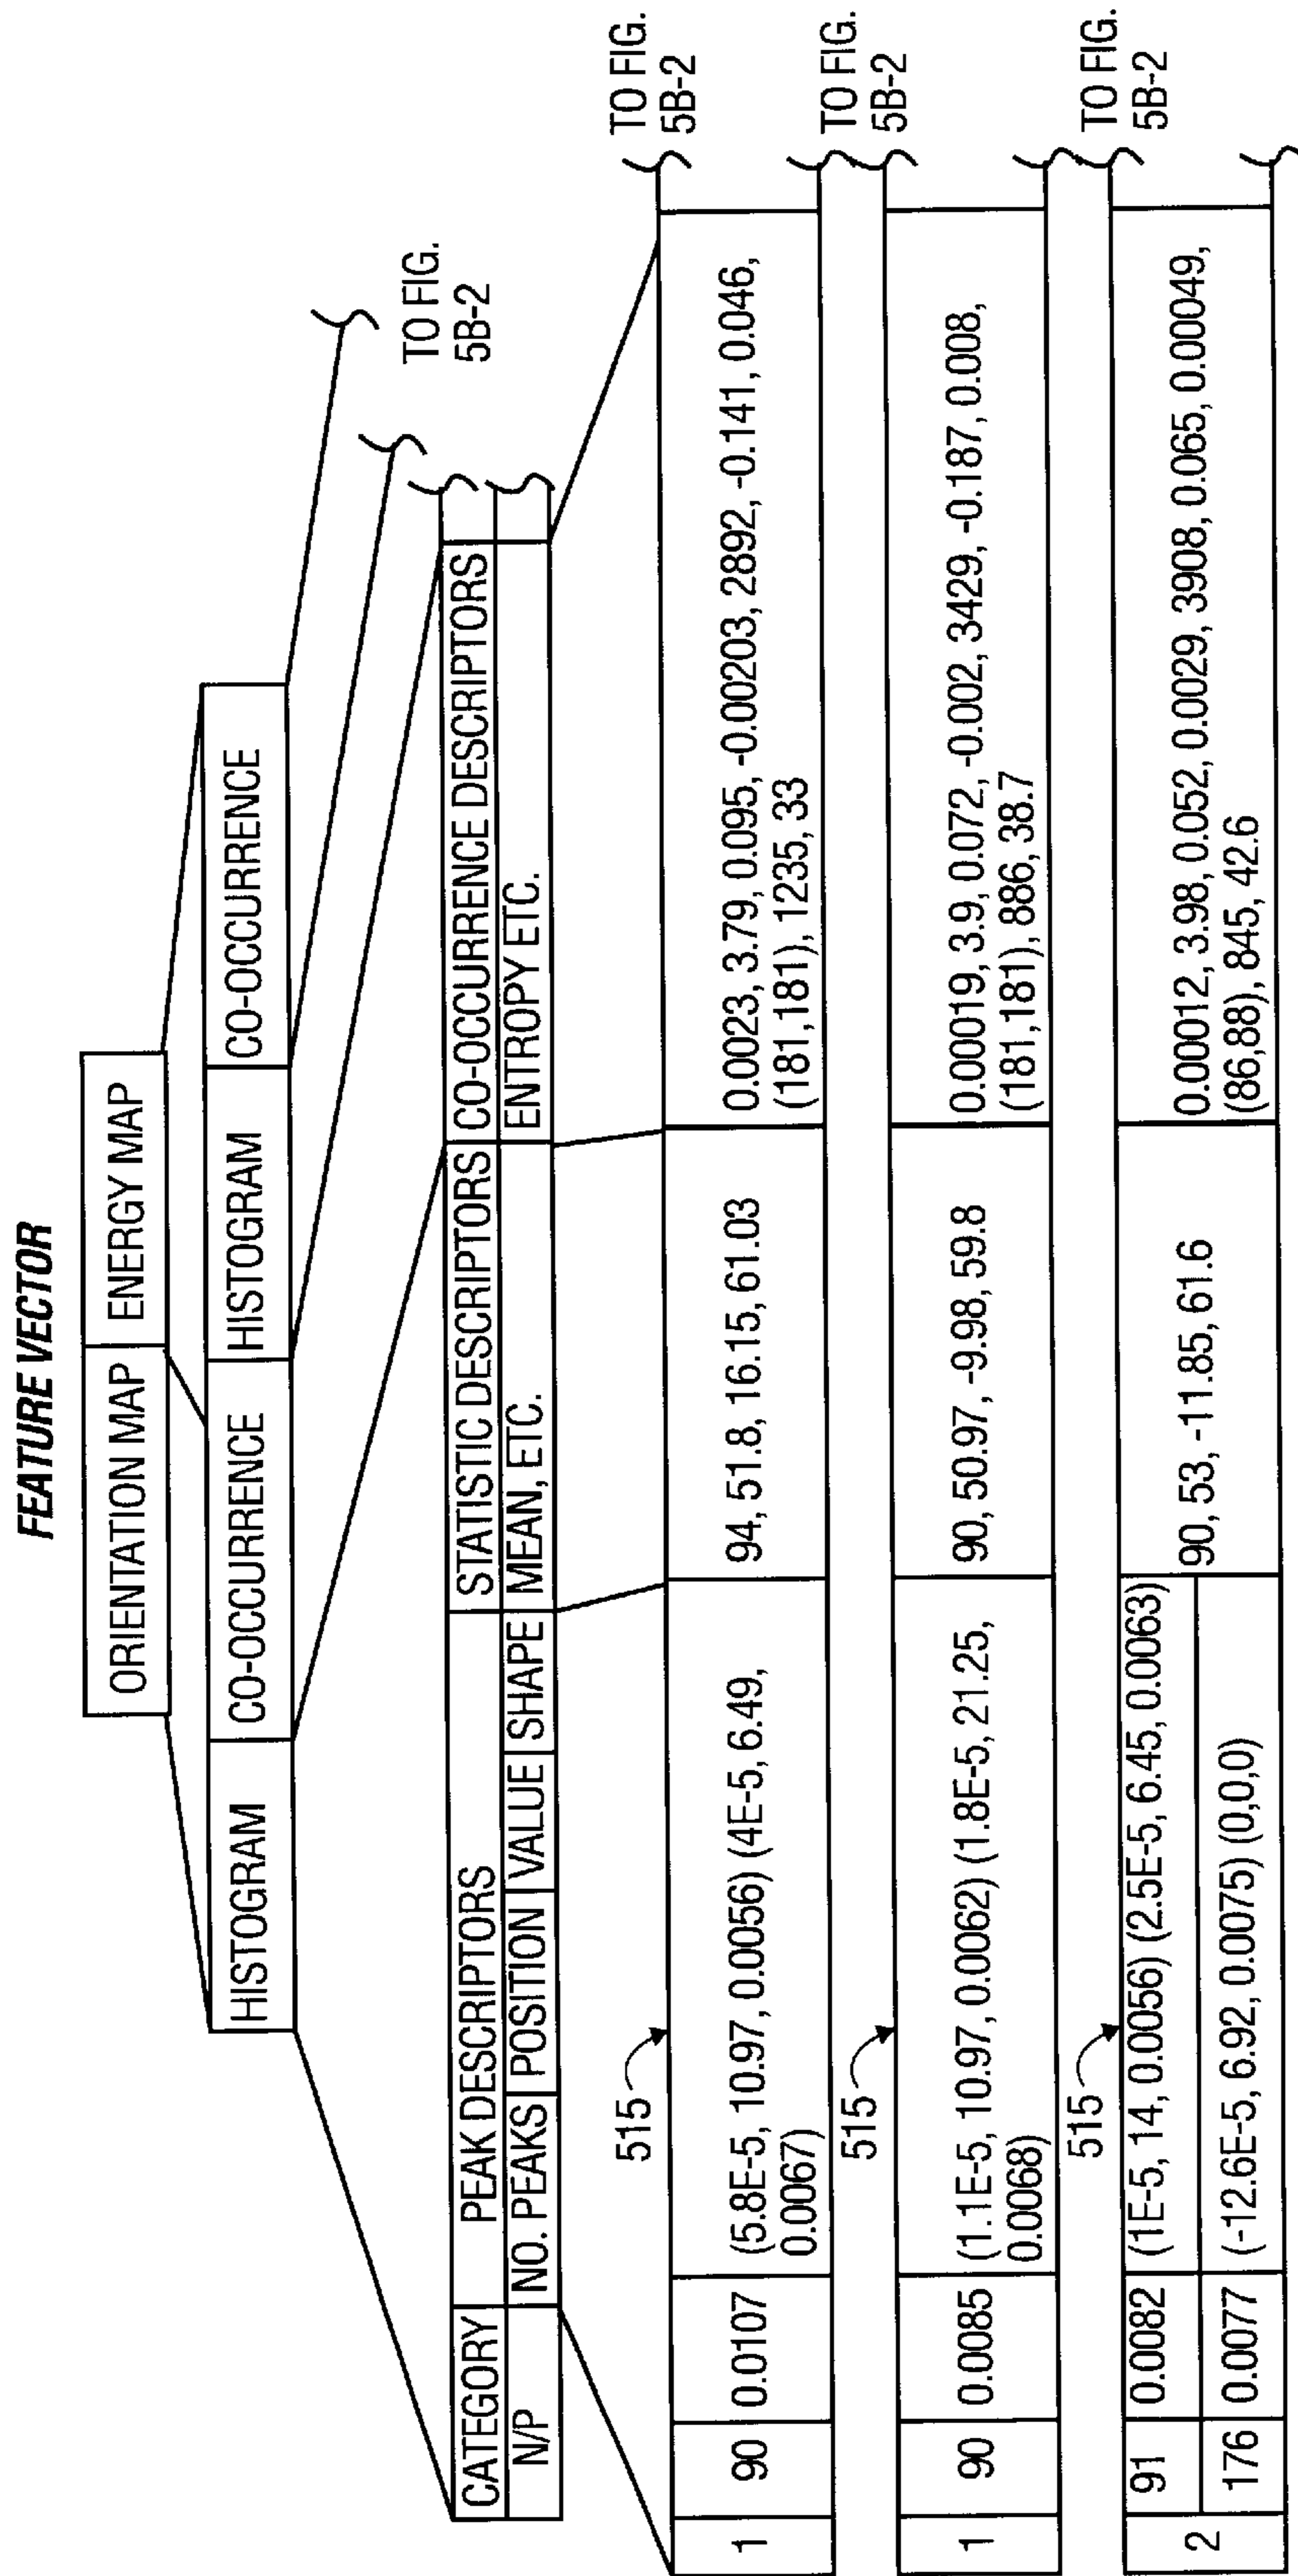 FEATURE VECTOR
ORIENTATION MAP ENERGY MAP
HISTOGRAM CO-OCCURRENCE HISTOGRAM CO-OCCURRENCE
TO FIG.
5B-2
CATEGORY PEAK DESCRIPTORS STATISTIC DESCRIPTORS CO-OCCURRENCE DESCRIPTORS
N/P NO. PEAKS POSITION VALUE SHAPE MEAN, ETC. ENTROPY ETC.
515
TO FIG.
5B-2
1 90 0.0107 (5.8E-5, 10.97, 0.0056) (4E-5, 6.49,
0.0067)
94, 51.8, 16.15, 61.03
0.0023, 3.79, 0.095, -0.00203, 2892, -0.141, 0.046,
(181,181), 1235, 33
515
TO FIG.
5B-2
1 90 0.0085 (1.1E-5, 10.97, 0.0062) (1.8E-5, 21.25,
0.0068)
90, 50.97, -9.98, 59.8
0.00019, 3.9, 0.072, -0.002, 3429, -0.187, 0.008,
(181,181), 886, 38.7
515
TO FIG.
5B-2
2 91 0.0082 (1E-5, 14, 0.0056) (2.5E-5, 6.45, 0.0063)
176 0.0077 (-12.6E-5, 6.92, 0.0075) (0,0,0)
90, 53, -11.85, 61.6
0.00012, 3.98, 0.052, 0.0029, 3908, 0.065, 0.00049,
(86,88), 845, 42.6